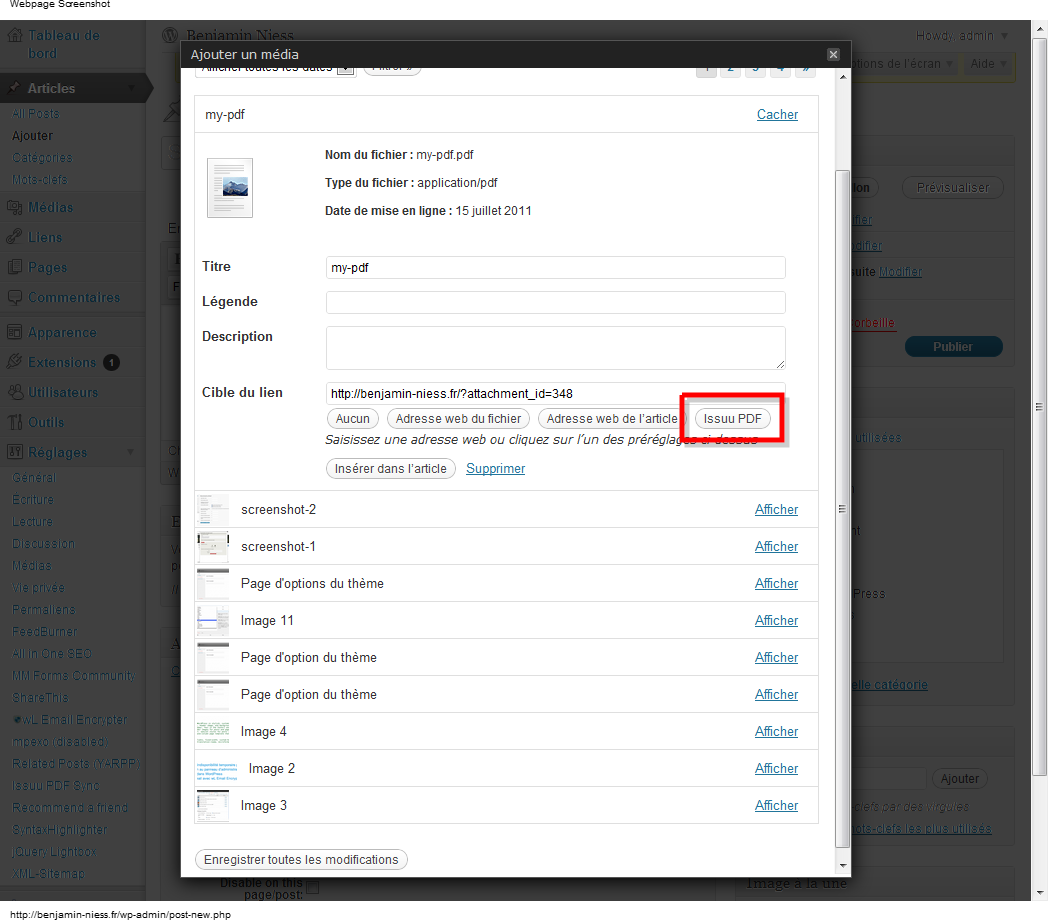 Webpage Screenshot
Tableau de bord
Benjamin Niess
Howdy, admin
Ajouter un média
Options de l'écran
Aide
Afficher toutes les dates
Filtrer »
1 2 3 4 »
Articles
All Posts
Ajouter
Catégories
Mots-clefs
Médias
Liens
Pages
Commentaires
Apparence
Extensions 1
Utilisateurs
Outils
Réglages
Général
Écriture
Lecture
Discussion
Médias
Vie privée
Permaliens
FeedBurner
All in One SEO
MM Forms Community
ShareThis
wL Email Encrypter
mpexo (disabled)
Related Posts (YARPP)
Issuu PDF Sync
Recommend a friend
SyntaxHighlighter
jQuery Lightbox
XML-Sitemap
my-pdf
Cacher
Nom du fichier : my-pdf.pdf
Type du fichier : application/pdf
Date de mise en ligne : 15 juillet 2011
Titre
my-pdf
Légende
Description
Cible du lien
http://benjamin-niess.fr/?attachment_id=348
Aucun
Adresse web du fichier
Adresse web de l'article
Issuu PDF
Saisissez une adresse web ou cliquez sur l'un des préréglages ci-dessus
Insérer dans l'article
Supprimer
screenshot-2
Afficher
screenshot-1
Afficher
Page d'options du thème
Afficher
Image 11
Afficher
Page d'option du thème
Afficher
Page d'option du thème
Afficher
Image 4
Afficher
Image 2
Afficher
Image 3
Afficher
Enregistrer toutes les modifications
Prévisualiser
Modifier
orbeille
Publier
utilisées
Press
elle catégorie
Ajouter
clefs par des virgules
ots-clefs les plus utilisés
Image à la une
Disable on this
page/post:
http://benjamin-niess.fr/wp-admin/post-new.php